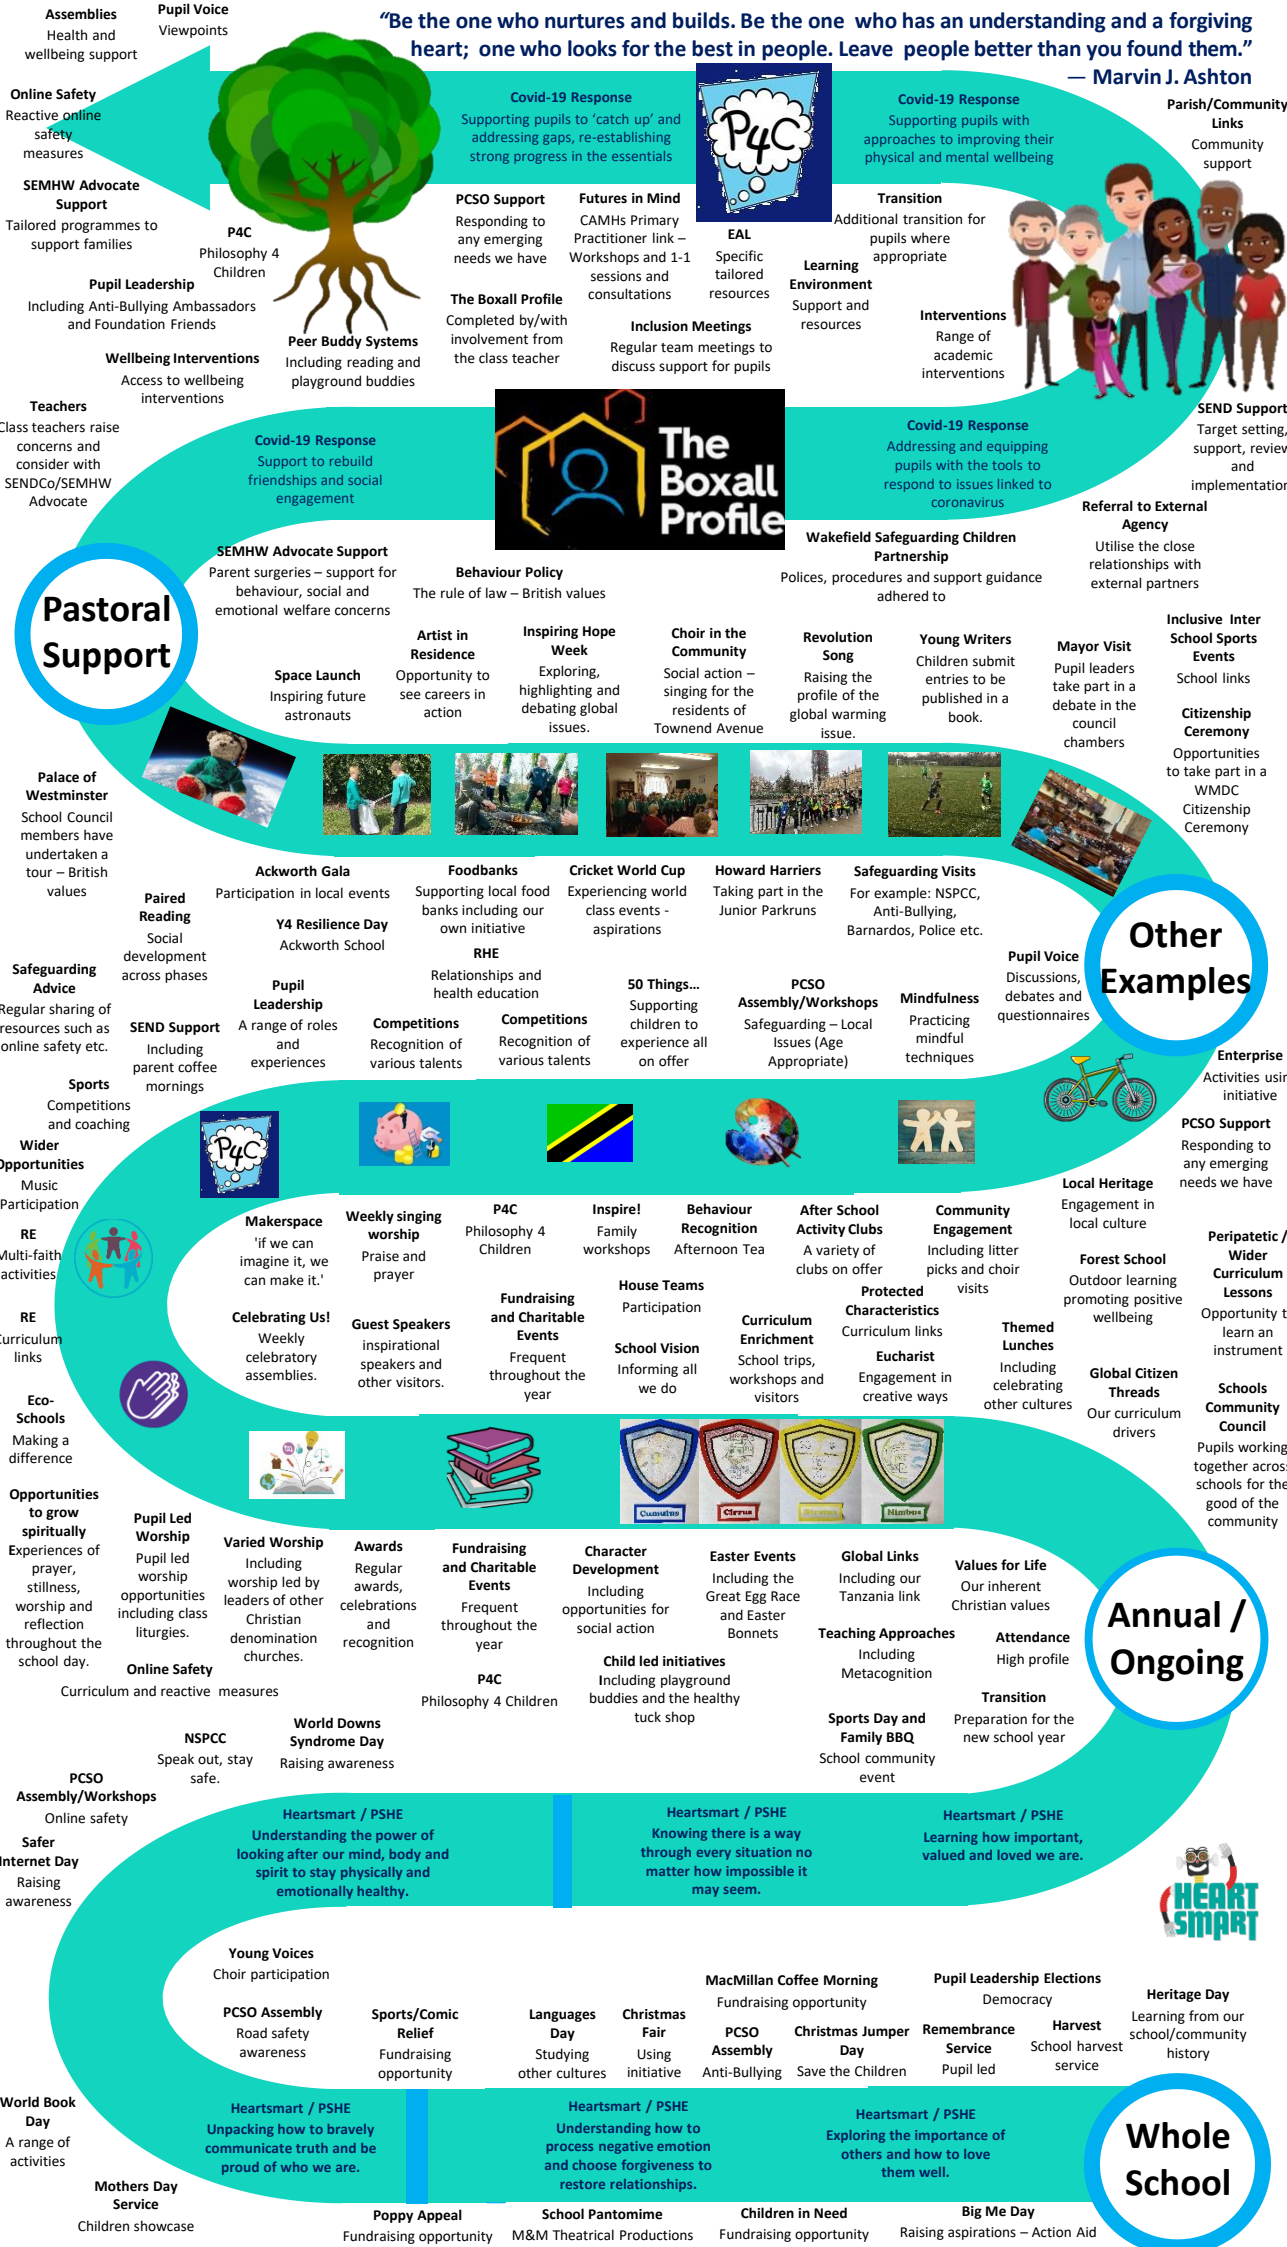 Assemblies
Health and
wellbeing support
Pupil Voice
Viewpoints
“Be the one who nurtures and builds. Be the one who has an understanding and a forgiving
heart; one who looks for the best in people. Leave people better than you found them.”
— Marvin J. Ashton
Online Safety
Reactive online
safety
measures
Covid-19 Response
Supporting pupils to ‘catch up’ and
addressing gaps, re-establishing
strong progress in the essentials
P4C
Covid-19 Response
Supporting pupils with
approaches to improving their
physical and mental wellbeing
Parish/Community
Links
Community
support
SEMHW Advocate
Support
Tailored programmes to
support families
P4C
Philosophy 4
Children
PCSO Support
Responding to
any emerging
needs we have
Futures in Mind
CAMHs Primary
Practitioner link –
Workshops and 1-1
sessions and
consultations
EAL
Specific
tailored
resources
Transition
Additional transition for
pupils where
appropriate
Learning
Environment
Support and
resources
Pupil Leadership
Including Anti-Bullying Ambassadors
and Foundation Friends
The Boxall Profile
Completed by/with
involvement from
the class teacher
Inclusion Meetings
Regular team meetings to
discuss support for pupils
Interventions
Range of
academic
interventions
Peer Buddy Systems
Including reading and
playground buddies
Wellbeing Interventions
Access to wellbeing
interventions
Teachers
Class teachers raise
concerns and
consider with
SENDCo/SEMHW
Advocate
Covid-19 Response
Support to rebuild
friendships and social
engagement
The
Boxall
Profile
Covid-19 Response
Addressing and equipping
pupils with the tools to
respond to issues linked to
coronavirus
SEND Support
Target setting,
support, review
and
implementation
Referral to External
Agency
Utilise the close
relationships with
external partners
Pastoral
Support
SEMHW Advocate Support
Parent surgeries – support for
behaviour, social and
emotional welfare concerns
Behaviour Policy
The rule of law – British values
Wakefield Safeguarding Children
Partnership
Polices, procedures and support guidance
adhered to
Space Launch
Inspiring future
astronauts
Artist in
Residence
Opportunity to
see careers in
action
Inspiring Hope
Week
Exploring,
highlighting and
debating global
issues.
Choir in the
Community
Social action –
singing for the
residents of
Townend Avenue
Revolution
Song
Raising the
profile of the
global warming
issue.
Young Writers
Children submit
entries to be
published in a
book.
Mayor Visit
Pupil leaders
take part in a
debate in the
council
chambers
Inclusive Inter
School Sports
Events
School links
Citizenship
Ceremony
Opportunities
to take part in a
WMDC
Citizenship
Ceremony
Palace of
Westminster
School Council
members have
undertaken a
tour – British
values
Ackworth Gala
Participation in local events
Foodbanks
Supporting local food
banks including our
own initiative
Cricket World Cup
Experiencing world
class events -
aspirations
Howard Harriers
Taking part in the
Junior Parkruns
Safeguarding Visits
For example: NSPCC,
Anti-Bullying,
Barnardos, Police etc.
Other
Examples
Paired
Reading
Social
development
across phases
Y4 Resilience Day
Ackworth School
RHE
Relationships and
health education
Pupil Voice
Discussions,
debates and
questionnaires
Safeguarding
Advice
Regular sharing of
resources such as
online safety etc.
Pupil
Leadership
A range of roles
and
experiences
SEND Support
Including
parent coffee
mornings
Competitions
Recognition of
various talents
Competitions
Recognition of
various talents
50 Things...
Supporting
children to
experience all
on offer
PCSO
Assembly/Workshops
Safeguarding – Local
Issues (Age
Appropriate)
Mindfulness
Practicing
mindful
techniques
Enterprise
Activities using
initiative
Sports
Competitions
and coaching
PCSO Support
Responding to
any emerging
needs we have
Wider
Opportunities
Music
Participation
P4C
Local Heritage
Engagement in
local culture
RE
Multi-faith
activities
Makerspace
'if we can
imagine it, we
can make it.'
Weekly singing
worship
Praise and
prayer
P4C
Philosophy 4
Children
Inspire!
Family
workshops
Behaviour
Recognition
Afternoon Tea
After School
Activity Clubs
A variety of
clubs on offer
Community
Engagement
Including litter
picks and choir
visits
Forest School
Outdoor learning
promoting positive
wellbeing
Peripatetic /
Wider
Curriculum
Lessons
Opportunity to
learn an
instrument
RE
Curriculum
links
Celebrating Us!
Weekly
celebratory
assemblies.
Guest Speakers
inspirational
speakers and
other visitors.
Fundraising
and Charitable
Events
Frequent
throughout the
year
House Teams
Participation
School Vision
Informing all
we do
Curriculum
Enrichment
School trips,
workshops and
visitors
Protected
Characteristics
Curriculum links
Eucharist
Engagement in
creative ways
Themed
Lunches
Including
celebrating
other cultures
Global Citizen
Threads
Our curriculum
drivers
Schools
Community
Council
Pupils working
together across
schools for the
good of the
community
Eco-
Schools
Making a
difference
Cumulus
Cirrus
Stratus
Nimbus
Opportunities
to grow
spiritually
Experiences of
prayer,
stillness,
worship and
reflection
throughout the
school day.
Pupil Led
Worship
Pupil led
worship
opportunities
including class
liturgies.
Varied Worship
Including
worship led by
leaders of other
Christian
denomination
churches.
Awards
Regular
awards,
celebrations
and
recognition
Fundraising
and Charitable
Events
Frequent
throughout the
year
Character
Development
Including
opportunities for
social action
Easter Events
Including the
Great Egg Race
and Easter
Bonnets
Global Links
Including our
Tanzania link
Values for Life
Our inherent
Christian values
Annual /
Ongoing
Teaching Approaches
Including
Metacognition
Attendance
High profile
Online Safety
Curriculum and reactive measures
P4C
Philosophy 4 Children
Child led initiatives
Including playground
buddies and the healthy
tuck shop
Transition
Preparation for the
new school year
Sports Day and
Family BBQ
School community
event
NSPCC
Speak out, stay
safe.
World Downs
Syndrome Day
Raising awareness
PCSO
Assembly/Workshops
Online safety
Safer
Internet Day
Raising
awareness
Heartsmart / PSHE
Understanding the power of
looking after our mind, body and
spirit to stay physically and
emotionally healthy.
Heartsmart / PSHE
Knowing there is a way
through every situation no
matter how impossible it
may seem.
Heartsmart / PSHE
Learning how important,
valued and loved we are.
HEART
SMART
Young Voices
Choir participation
PCSO Assembly
Road safety
awareness
Sports/Comic
Relief
Fundraising
opportunity
Languages
Day
Studying
other cultures
Christmas
Fair
Using
initiative
MacMillan Coffee Morning
Fundraising opportunity
PCSO
Assembly
Anti-Bullying
Christmas Jumper
Day
Save the Children
Pupil Leadership Elections
Democracy
Remembrance
Service
Pupil led
Harvest
School harvest
service
Heritage Day
Learning from our
school/community
history
World Book
Day
A range of
activities
Heartsmart / PSHE
Unpacking how to bravely
communicate truth and be
proud of who we are.
Heartsmart / PSHE
Understanding how to
process negative emotion
and choose forgiveness to
restore relationships.
Heartsmart / PSHE
Exploring the importance of
others and how to love
them well.
Whole
School
Mothers Day
Service
Children showcase
Poppy Appeal
Fundraising opportunity
School Pantomime
M&M Theatrical Productions
Children in Need
Fundraising opportunity
Big Me Day
Raising aspirations – Action Aid